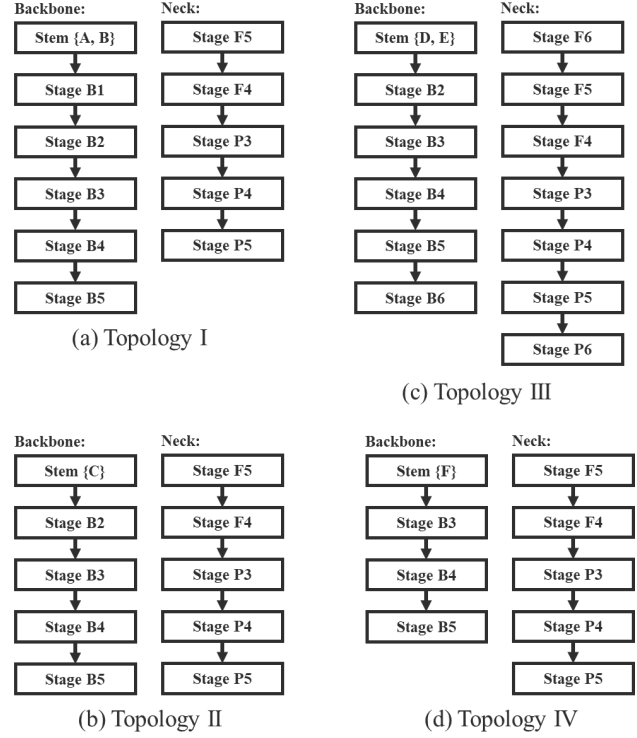 Backbone:
Stem {A, B}
Stage B1
Stage B2
Stage B3
Stage B4
Stage B5
Neck:
Stage F5
Stage F4
Stage P3
Stage P4
Stage P5
(a) Topology I
Backbone:
Stem {D, E}
Stage B2
Stage B3
Stage B4
Stage B5
Stage B6
Neck:
Stage F6
Stage F5
Stage F4
Stage P3
Stage P4
Stage P5
Stage P6
(c) Topology III
Backbone:
Stem {C}
Stage B2
Stage B3
Stage B4
Stage B5
Neck:
Stage F5
Stage F4
Stage P3
Stage P4
Stage P5
(b) Topology II
Backbone:
Stem {F}
Stage B3
Stage B4
Stage B5
Neck:
Stage F5
Stage F4
Stage P3
Stage P4
Stage P5
(d) Topology IV